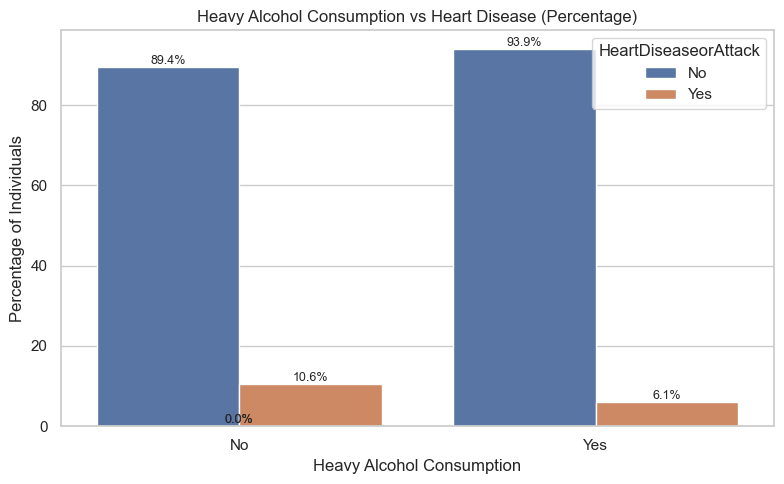 Heavy Alcohol Consumption vs Heart Disease (Percentage)
HeartDiseaseorAttack
No
Yes
89.4%
93.9%
10.6%
6.1%
0.0%
80
60
40
20
0
Percentage of Individuals
No
Yes
Heavy Alcohol Consumption